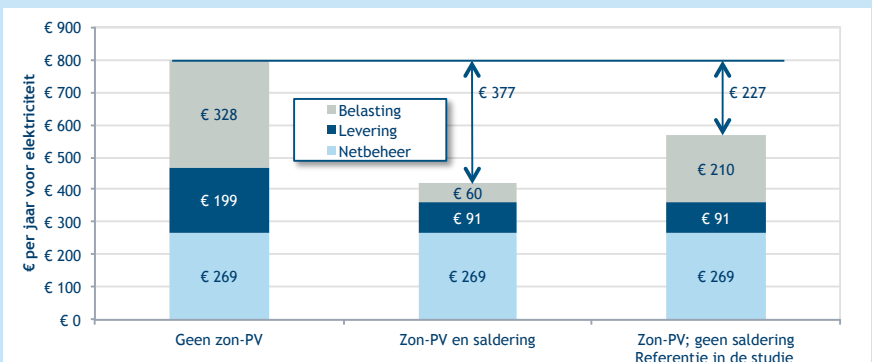 € 900
€ 800
€ 700
€ 600
€ 500
€ 400
€ 300
€ 200
€ 100
€ 0
€ per jaar voor elektriciteit
€ 328
€ 199
€ 269
Belasting
Levering
Netbeheer
€ 377
€ 60
€ 91
€ 269
€ 227
€ 210
€ 91
€ 269
Geen zon-PV
Zon-PV en saldering
Zon-PV; geen saldering
Referentie in de studie